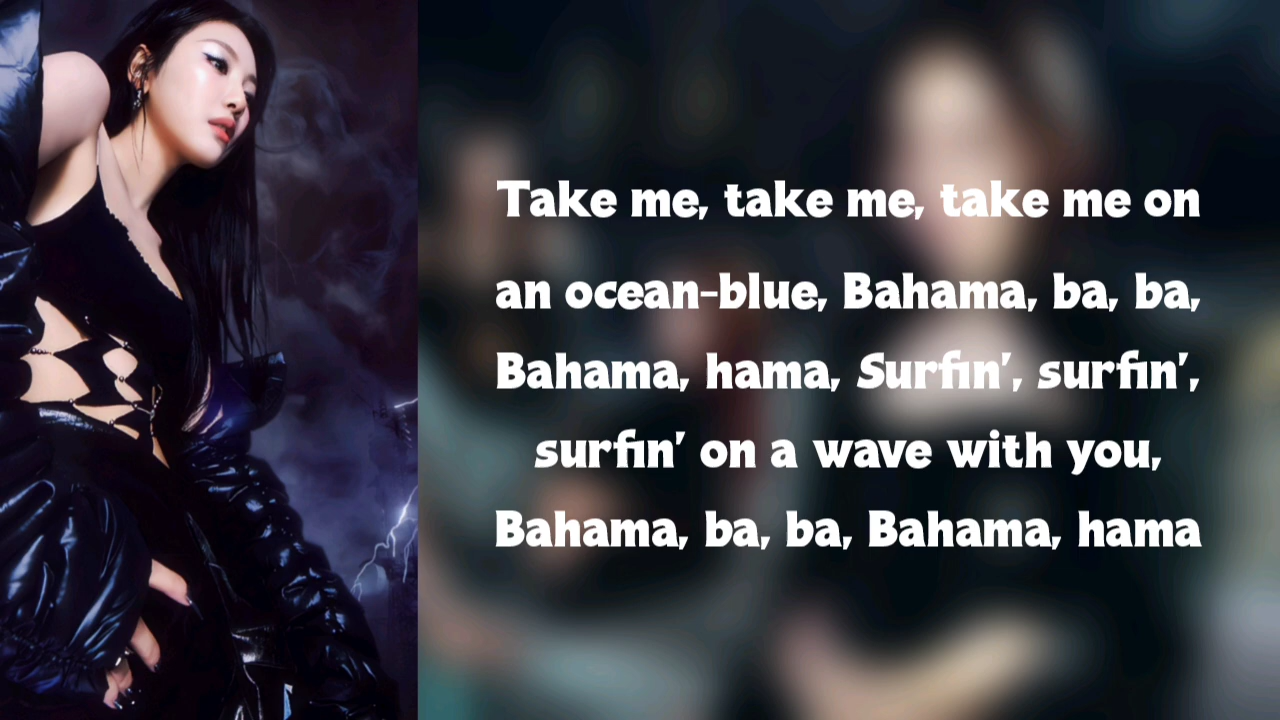 Take me, take me, take me on
an ocean-blue, Bahama, ba, ba,
Bahama, hama, Surfin', surfin',
surfin' on a wave with you,
Bahama, ba, ba, Bahama, hama